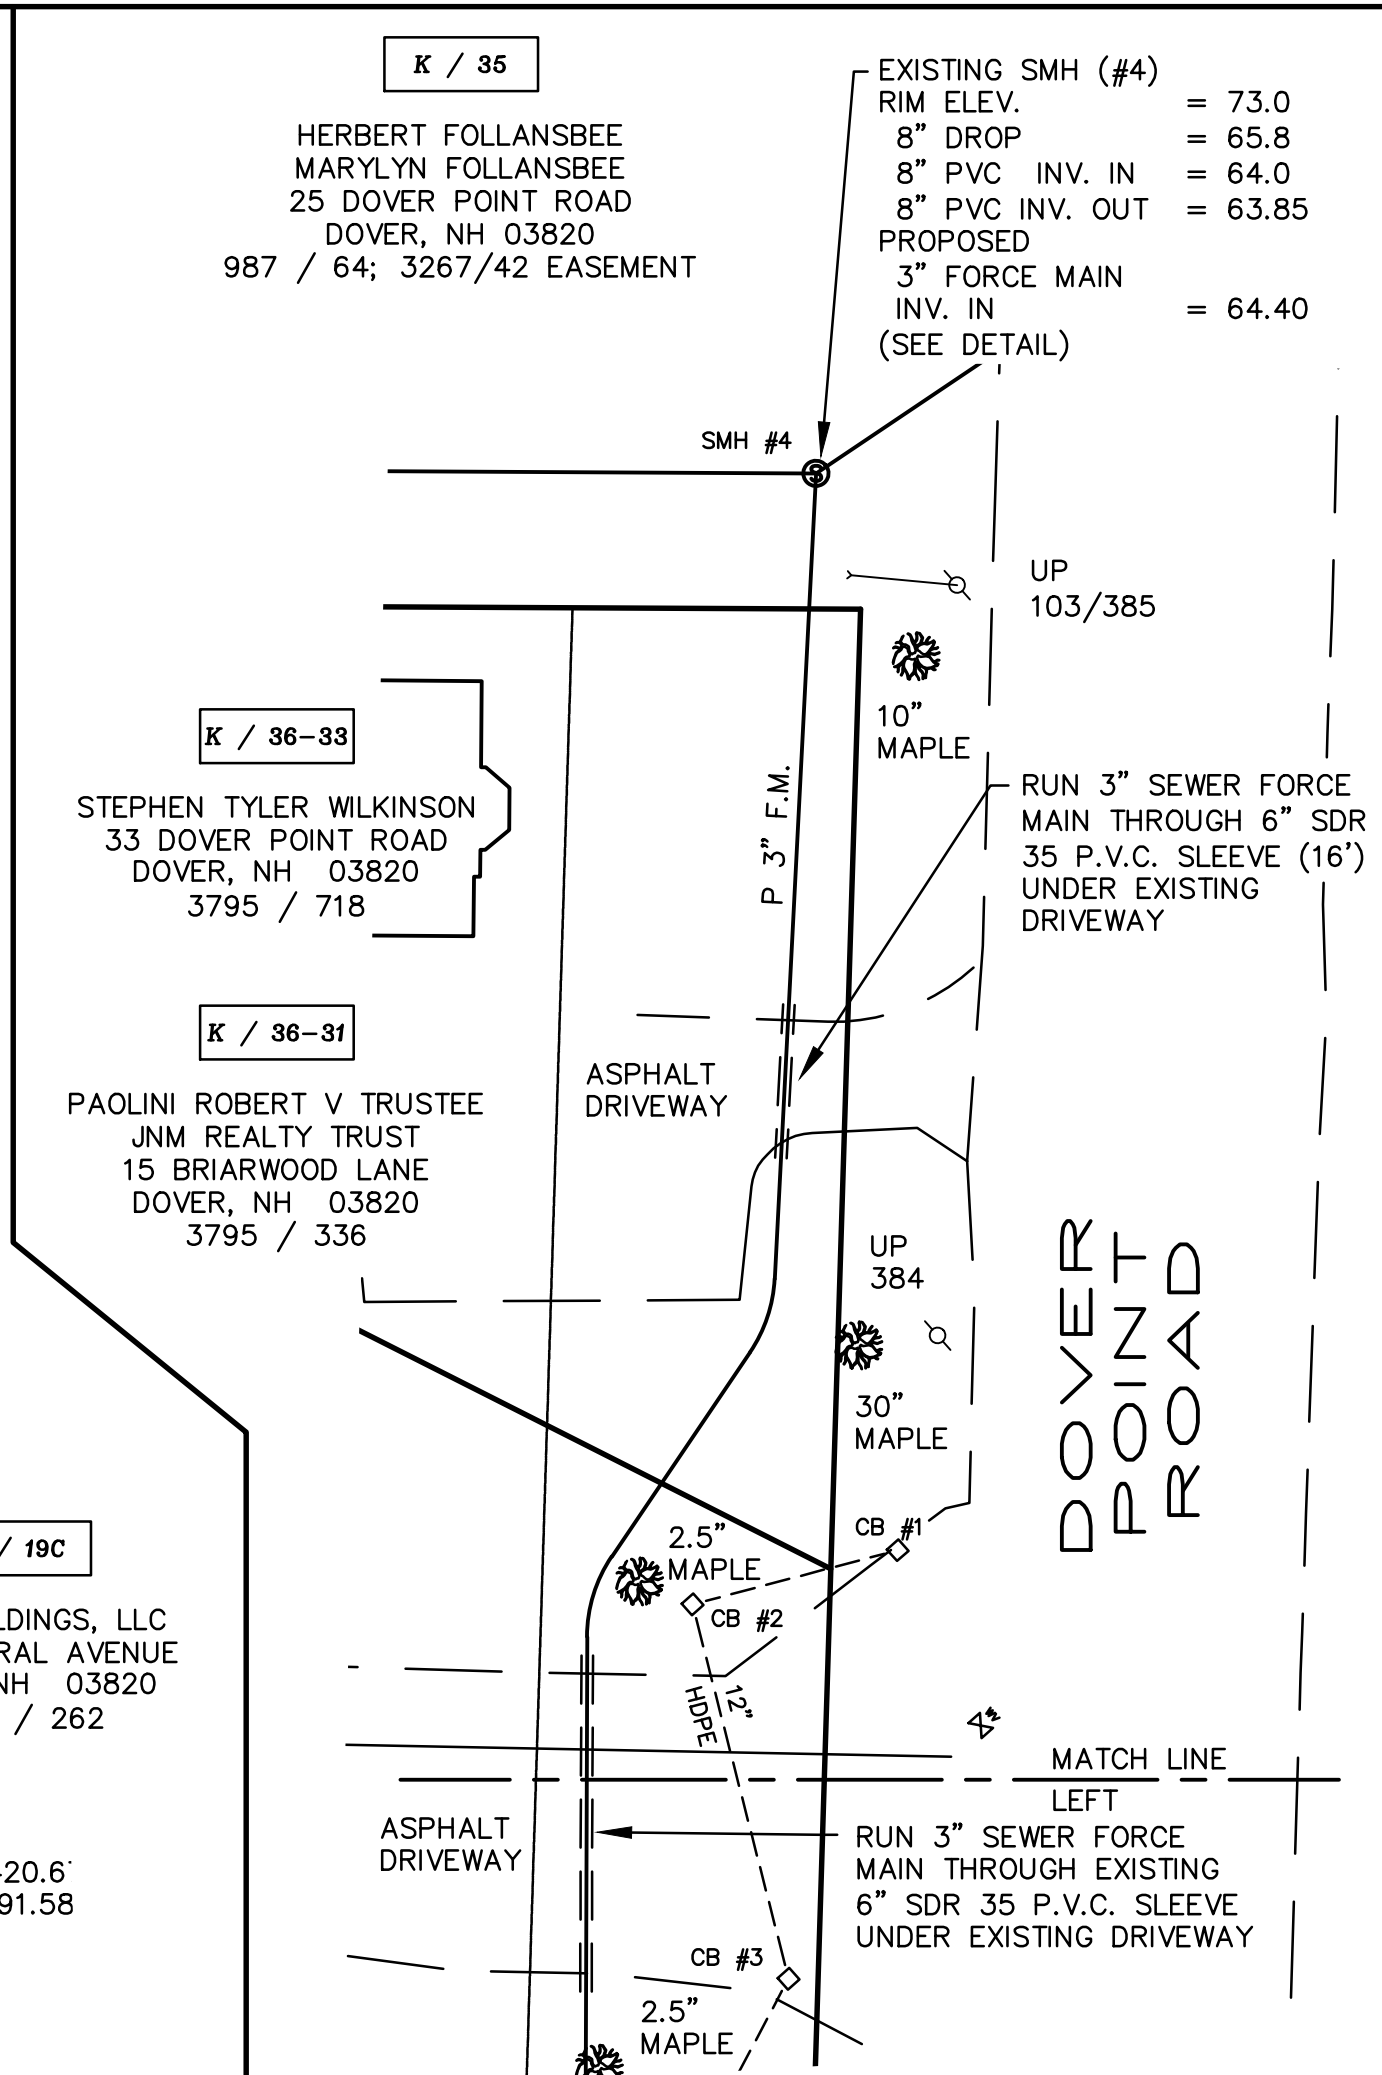 K / 35
HERBERT FOLLANSBEE
MARYLYN FOLLANSBEE
25 DOVER POINT ROAD
DOVER, NH 03820
987 / 64; 3267/42 EASEMENT
EXISTING SMH (#4)
RIM ELEV. = 73.0
8" DROP = 65.8
8" PVC INV. IN = 64.0
8" PVC INV. OUT = 63.85
PROPOSED
3" FORCE MAIN
INV. IN = 64.40
(SEE DETAIL)
SMH #4
S
UP
103/385
10"
MAPLE
K / 36-33
STEPHEN TYLER WILKINSON
33 DOVER POINT ROAD
DOVER, NH 03820
3795 / 718
P 3" F.M.
RUN 3" SEWER FORCE
MAIN THROUGH 6" SDR
35 P.V.C. SLEEVE (16')
UNDER EXISTING
DRIVEWAY
K / 36-31
PAOLINI ROBERT V TRUSTEE
JNM REALTY TRUST
15 BRIARWOOD LANE
DOVER, NH 03820
3795 / 336
ASPHALT
DRIVEWAY
UP
384
30"
MAPLE
DOVER
POINT
ROAD
CB #1
2.5"
MAPLE
CB #2
/ 19C
LDINGS, LLC
RAL AVENUE
NH 03820
/ 262
12"
HDPE
MATCH LINE
LEFT
ASPHALT
DRIVEWAY
RUN 3" SEWER FORCE
MAIN THROUGH EXISTING
6" SDR 35 P.V.C. SLEEVE
UNDER EXISTING DRIVEWAY
20.6
91.58
CB #3
2.5"
MAPLE